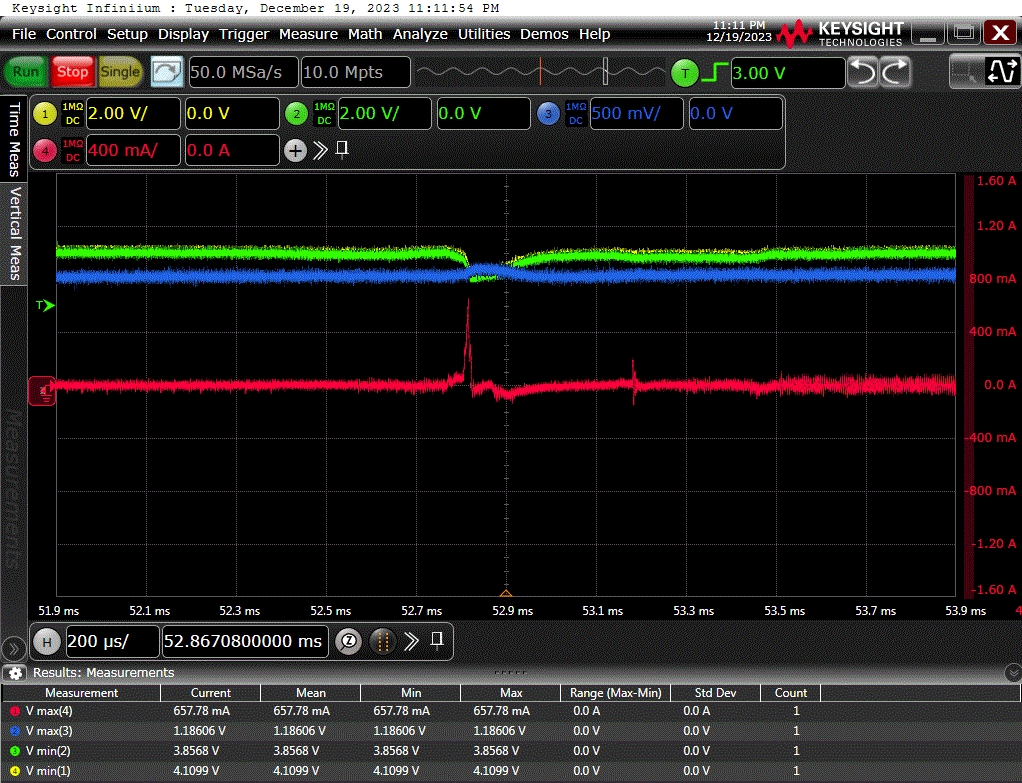 Keysight Infiniium : Tuesday, December 19, 2023 11:11:54 PM
File Control Setup Display Trigger Measure Math Analyze Utilities Demos Help
11:11 PM
12/19/2023
KEYSIGHT
TECHNOLOGIES
Run Stop Single 50.0 MSa/s 10.0 Mpts T 3.00 V
1 1MΩ DC 2.00 V/ 0.0 V 2 1MΩ DC 2.00 V/ 0.0 V 3 1MΩ DC 500 mV/ 0.0 V
4 1MΩ DC 400 mA/ 0.0 A +
Time Meas
Vertical Meas
Measurements
T
1.60 A
1.20 A
800 mA
400 mA
0.0 A
-400 mA
-800 mA
-1.20 A
-1.60 A
51.9 ms 52.1 ms 52.3 ms 52.5 ms 52.7 ms 52.9 ms 53.1 ms 53.3 ms 53.5 ms 53.7 ms 53.9 ms 4
H 200 µs/ 52.8670800000 ms
Results: Measurements
Measurement Current Mean Min Max Range (Max-Min) Std Dev Count
V max(4) 657.78 mA 657.78 mA 657.78 mA 657.78 mA 0.0 A 0.0 A 1
V max(3) 1.18606 V 1.18606 V 1.18606 V 1.18606 V 0.0 V 0.0 V 1
V min(2) 3.8568 V 3.8568 V 3.8568 V 3.8568 V 0.0 V 0.0 V 1
V min(1) 4.1099 V 4.1099 V 4.1099 V 4.1099 V 0.0 V 0.0 V 1